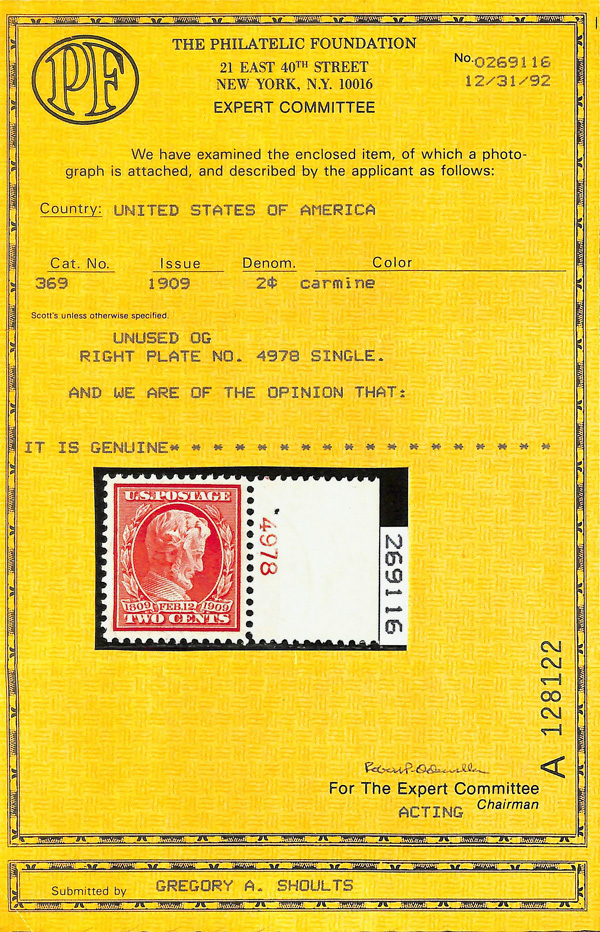 PF
THE PHILATELIC FOUNDATION
21 EAST 40TH STREET
NEW YORK, N.Y. 10016
EXPERT COMMITTEE
No. 0269116
12/31/92
We have examined the enclosed item, of which a photo-
graph is attached, and described by the applicant as follows:
Country: UNITED STATES OF AMERICA
Cat. No. Issue Denom. Color
369 1909 2¢ carmine
Scott's unless otherwise specified.
UNUSED OG
RIGHT PLATE NO. 4978 SINGLE.
AND WE ARE OF THE OPINION THAT:
IT IS GENUINE* * * * * * * * * * * * * * * * * *
U.S. POSTAGE
1809 FEB. 12 1909
TWO CENTS
4978
269116
A 128122
For The Expert Committee
Chairman
ACTING
Submitted by GREGORY A. SHOULTS